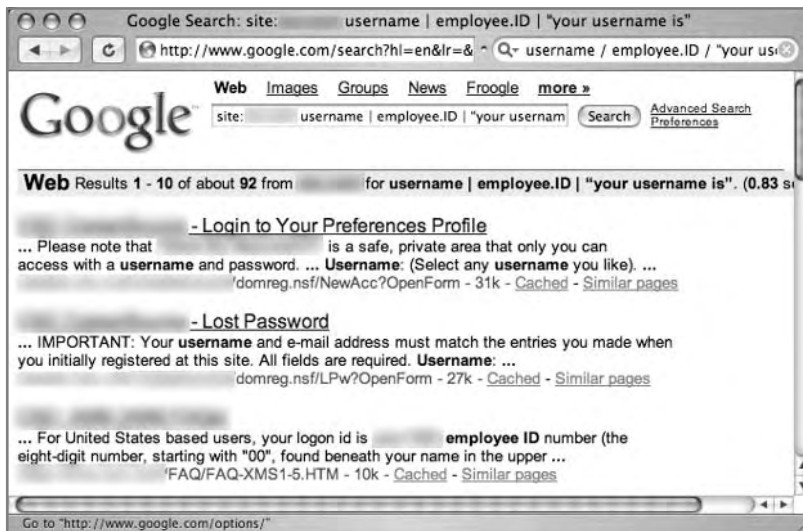 Google Search: site: username | employee.ID | "your username is"
http://www.google.com/search?hl=en&lr=& username / employee.ID / "your use
Web Images Groups News Froogle more »
Google™
site: username | employee.ID | "your usernam Search Advanced Search
Preferences
Web Results 1 - 10 of about 92 from for username | employee.ID | "your username is". (0.83 se
- Login to Your Preferences Profile
... Please note that is a safe, private area that only you can
access with a username and password. ... Username: (Select any username you like). ...
/domreg.nsf/NewAcc?OpenForm - 31k - Cached - Similar pages
- Lost Password
... IMPORTANT: Your username and e-mail address must match the entries you made when
you initially registered at this site. All fields are required. Username: ...
domreg.nsf/LPw?OpenForm - 27k - Cached - Similar pages
... For United States based users, your logon id is employee ID number (the
eight-digit number, starting with "00", found beneath your name in the upper ...
/FAQ/FAQ-XMS1-5.HTM - 10k - Cached - Similar pages
Go to "http://www.google.com/options/"